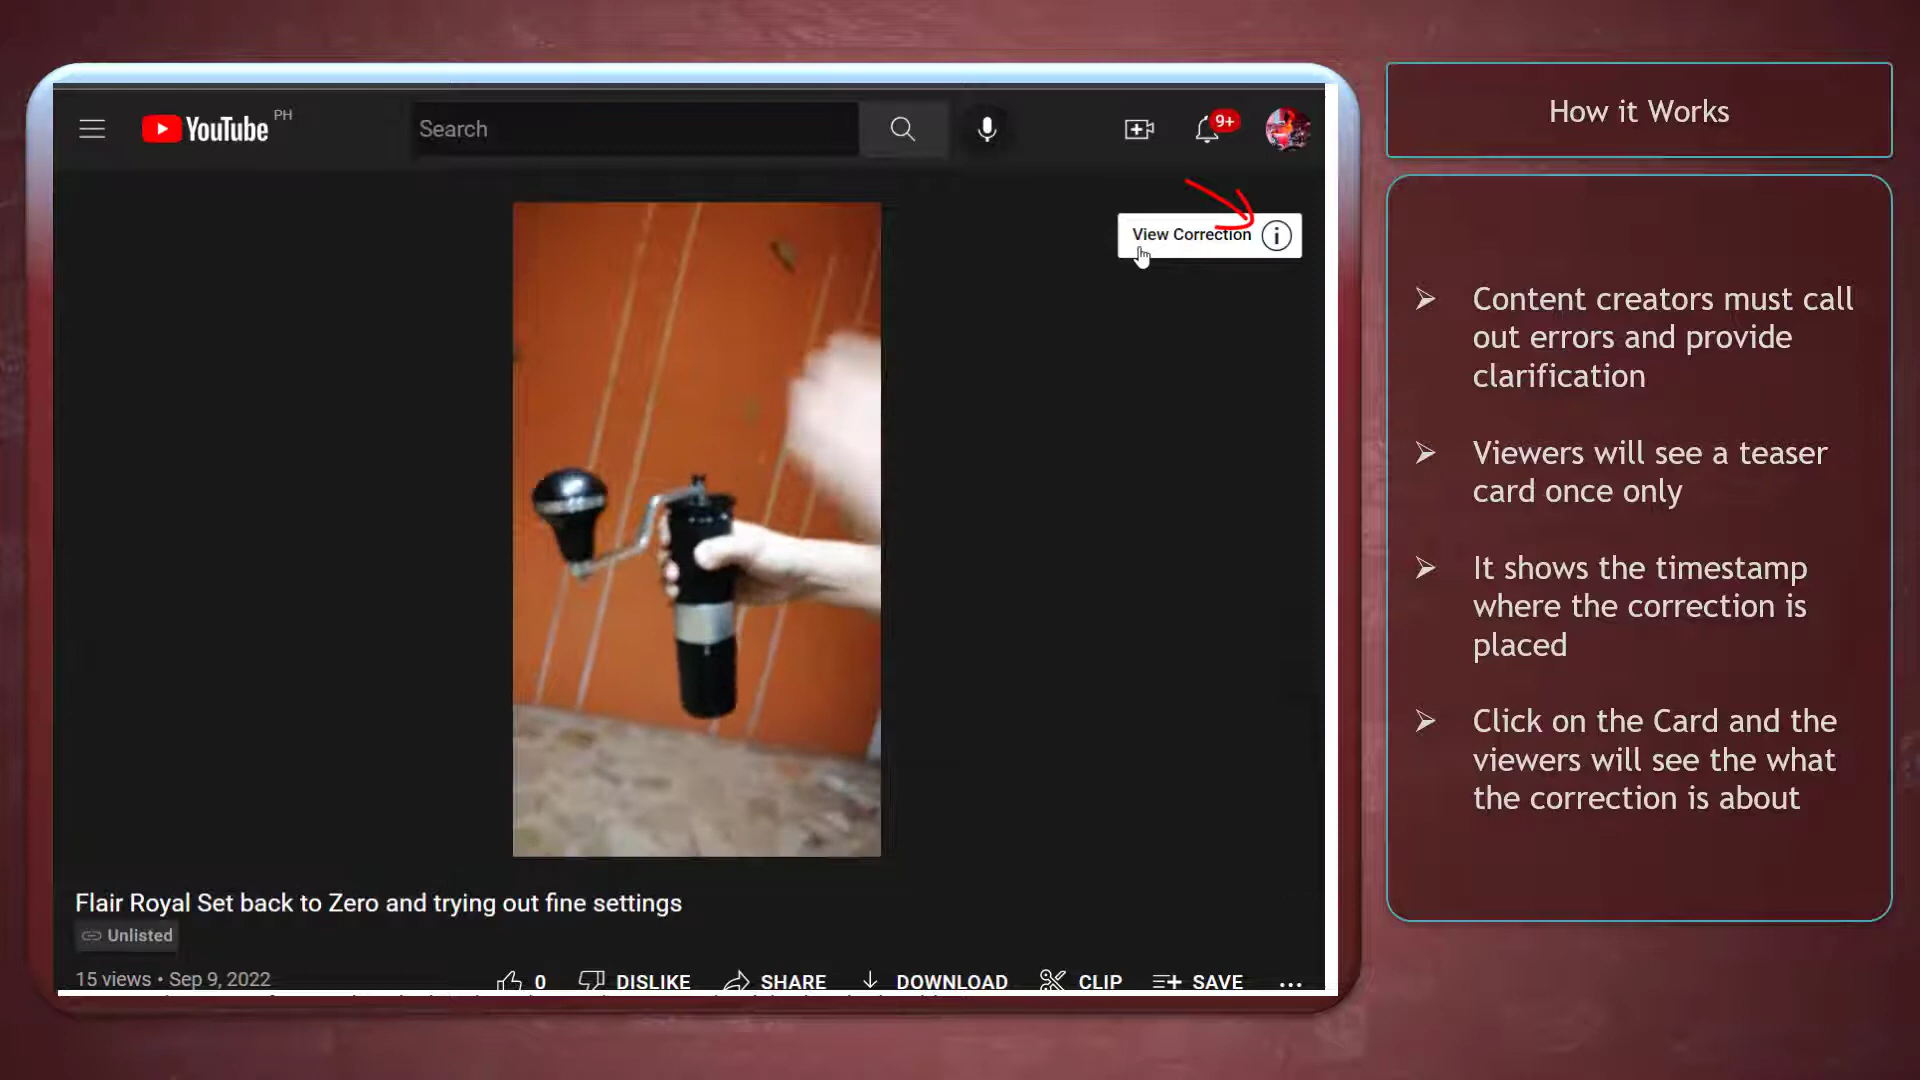 YouTube PH
Search
9+
View Correction
Flair Royal Set back to Zero and trying out fine settings
Unlisted
15 views • Sep 9, 2022
0 DISLIKE SHARE DOWNLOAD CLIP SAVE ...
How it Works
Content creators must call
out errors and provide
clarification
Viewers will see a teaser
card once only
It shows the timestamp
where the correction is
placed
Click on the Card and the
viewers will see the what
the correction is about